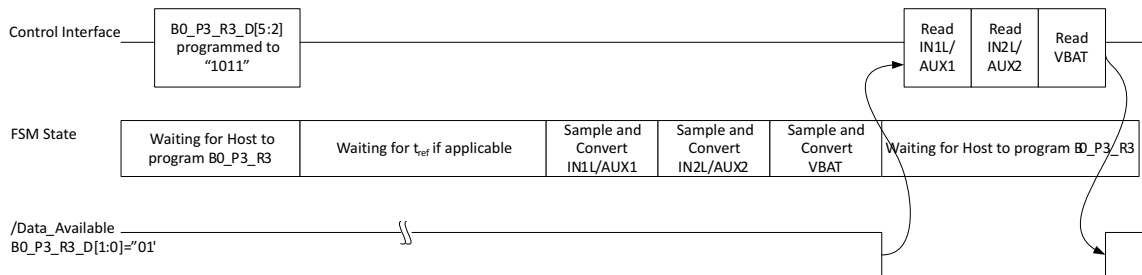 Control Interface
B0_P3_R3_D[5:2]
programmed to
“1011”
Read
IN1L/
AUX1
Read
IN2L/
AUX2
Read
VBAT
FSM State
Waiting for Host to
program B0_P3_R3
Waiting for tref if applicable
Sample and
Convert
IN1L/AUX1
Sample and
Convert
IN2L/AUX2
Sample and
Convert
VBAT
Waiting for Host to program B0_P3_R3
/Data_Available
B0_P3_R3_D[1:0]=”01'